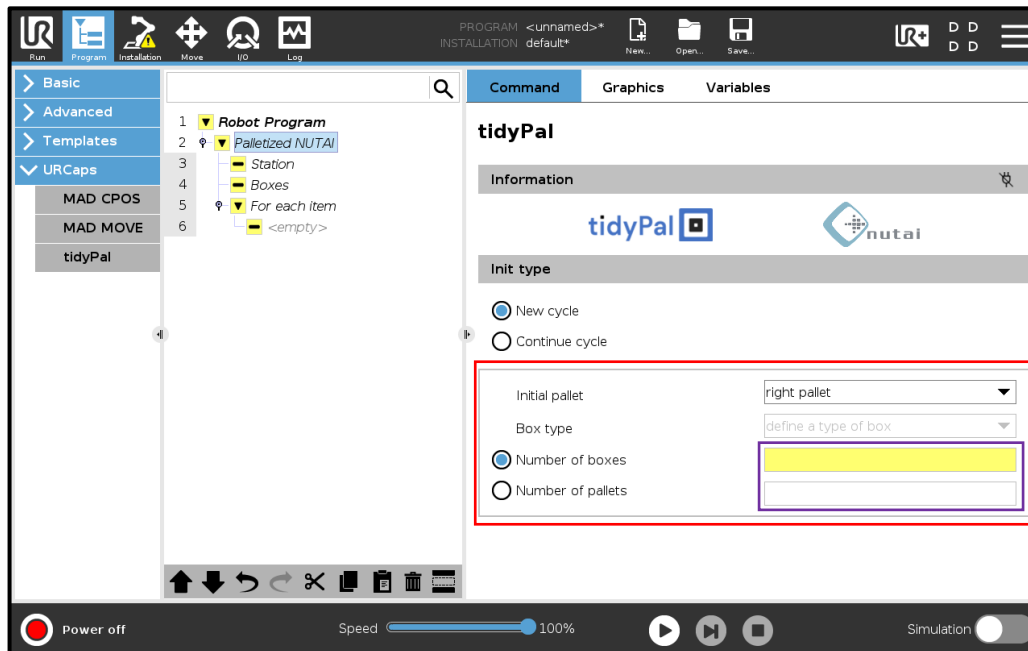 PROGRAM <unnamed>*
INSTALLATION default*
Run
Program
Installation
Move
I/O
Log
New...
Open...
Save...
UR+
D D
D D
Basic
Advanced
Templates
URCaps
MAD CPOS
MAD MOVE
tidyPal
1 Robot Program
2 Palletized NUTAI
3 Station
4 Boxes
5 For each item
6 <empty>
Command Graphics Variables
tidyPal
Information
tidyPal
nutai
Init type
New cycle
Continue cycle
Initial pallet right pallet
Box type define a type of box
Number of boxes
Number of pallets
Power off
Speed 100%
Simulation